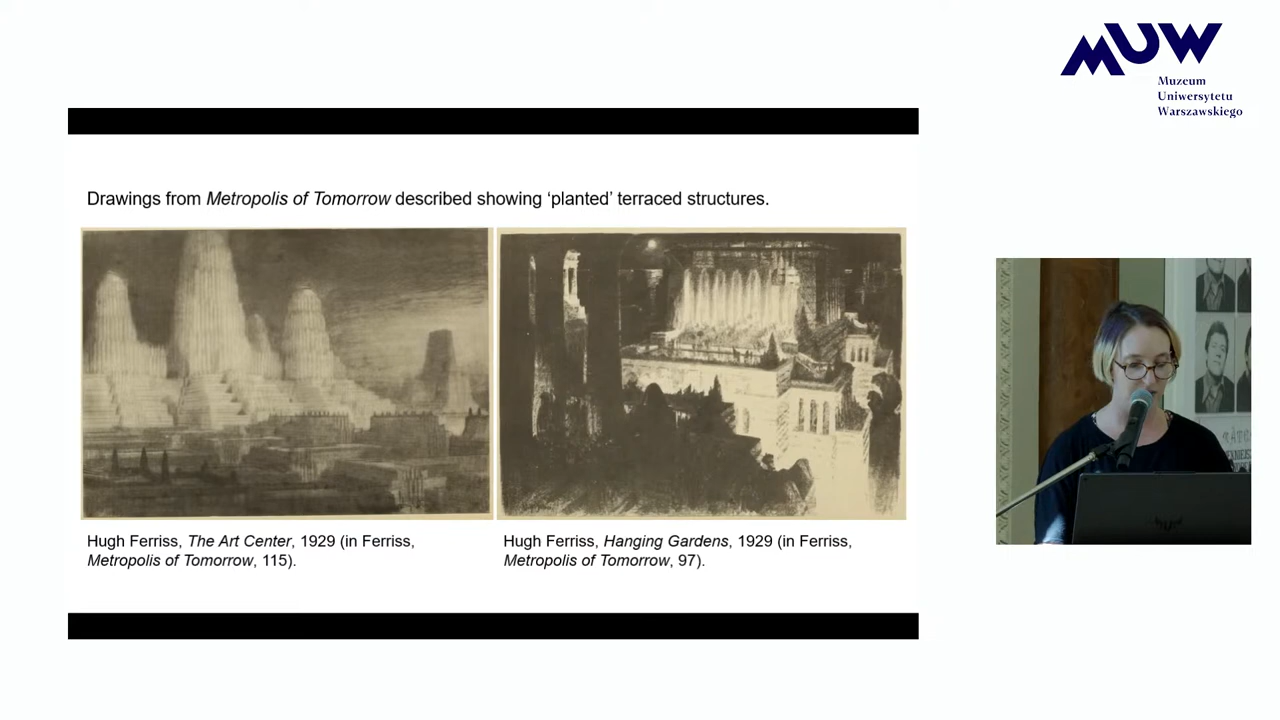 MUW
Muzeum
Uniwersytetu
Warszawskiego
Drawings from Metropolis of Tomorrow described showing ‘planted’ terraced structures.
Hugh Ferriss, The Art Center, 1929 (in Ferriss,
Metropolis of Tomorrow, 115).
Hugh Ferriss, Hanging Gardens, 1929 (in Ferriss,
Metropolis of Tomorrow, 97).